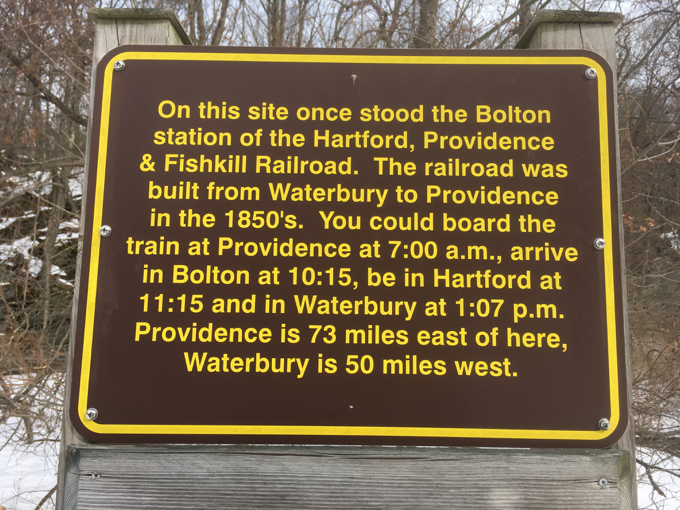 On this site once stood the Bolton
station of the Hartford, Providence
& Fishkill Railroad.  The railroad was
built from Waterbury to Providence
in the 1850's.  You could board the
train at Providence at 7:00 a.m., arrive
in Bolton at 10:15, be in Hartford at
11:15 and in Waterbury at 1:07 p.m.
Providence is 73 miles east of here,
Waterbury is 50 miles west.